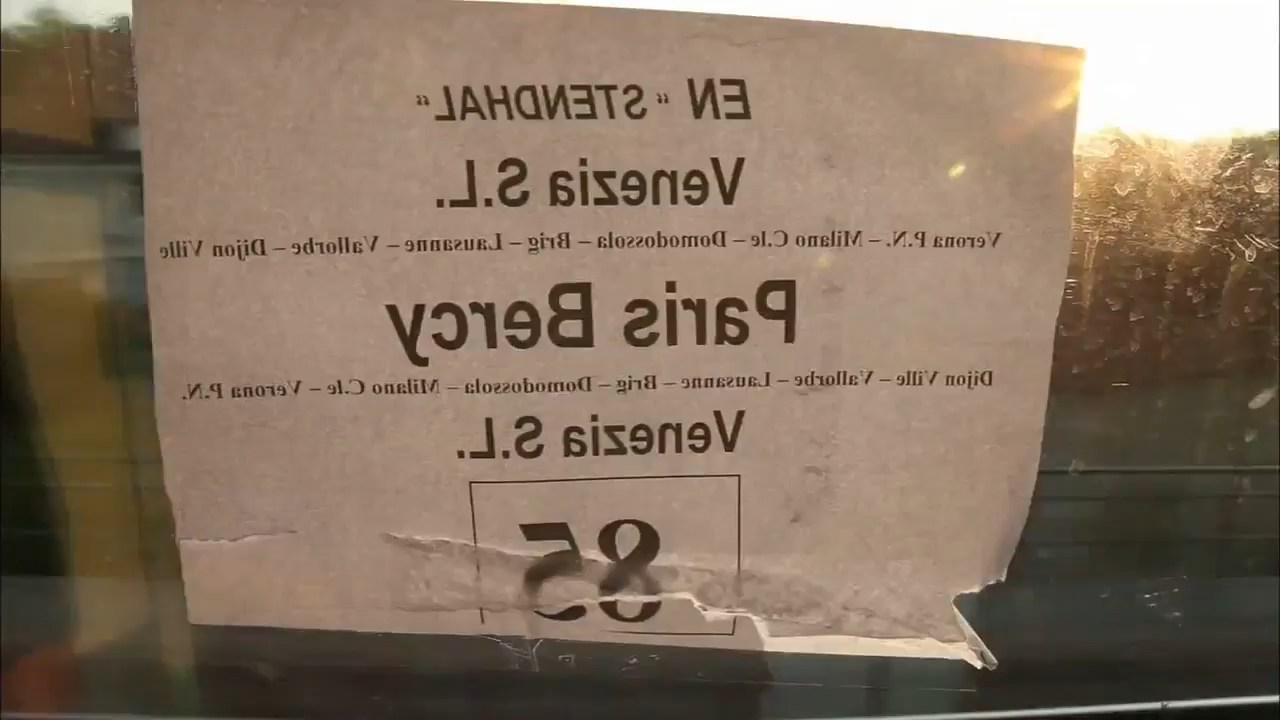 EN “ STENDHAL“
Venezia S.L.
Verona P.N. – Milano C.le – Domodossola – Brig – Lausanne – Vallorbe – Dijon Ville
Paris Bercy
Dijon Ville – Vallorbe – Lausanne – Brig – Domodossola – Milano C.le – Verona P.N.
Venezia S.L.
85